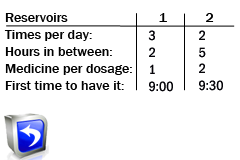 Reservoirs 1 2
Times per day: 3 2
Hours in between: 2 5
Medicine per dosage: 1 2
First time to have it: 9:00 9:30